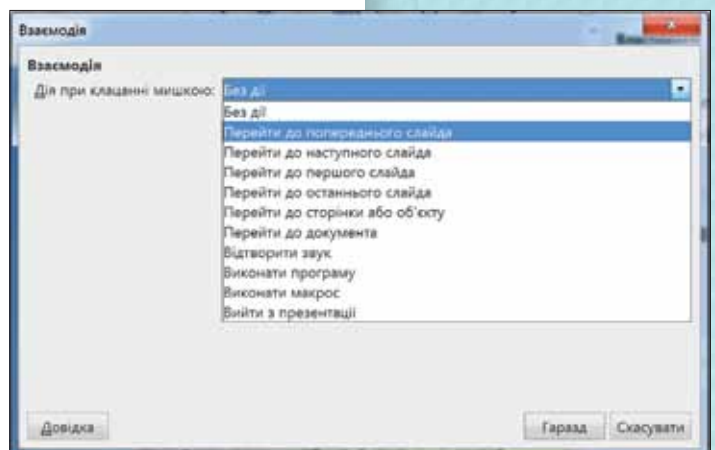 Взаємодія
Взаємодія
Дія при клацанні мишкою: Без дії
Без дії
Перейти до попереднього слайда
Перейти до наступного слайда
Перейти до першого слайда
Перейти до останнього слайда
Перейти до сторінки або об'єкту
Перейти до документа
Відтворити звук
Виконати програму
Виконати макрос
Вийти з презентації
Довідка
Гаразд Скасувати